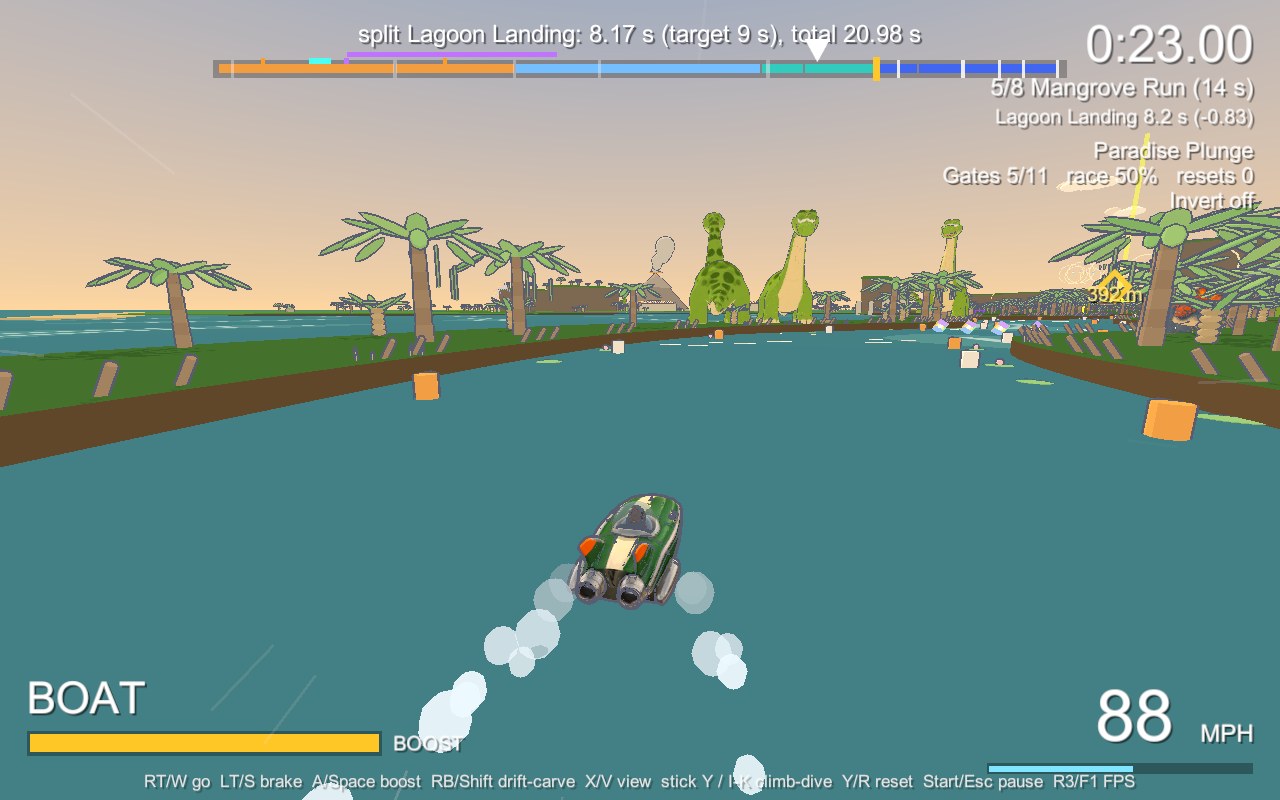 split Lagoon Landing: 8.17 s (target 9 s), total 20.98 s
0:23.00
5/8 Mangrove Run (14 s)
Lagoon Landing 8.2 s (-0.83)
Paradise Plunge
Gates 5/11 race 50% resets 0
Invert off
392m
BOAT
BOOST
88 MPH
RT/W go LT/S brake A/Space boost RB/Shift drift-carve X/V view stick Y / I-K climb-dive Y/R reset Start/Esc pause R3/F1 FPS